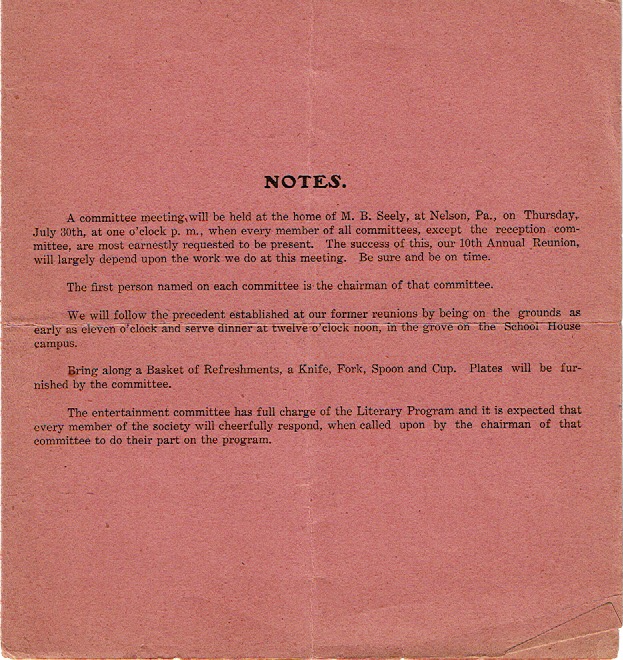 NOTES.
A committee meeting will be held at the home of M. B. Seely, at Nelson, Pa., on Thursday,
July 30th, at one o'clock p. m., when every member of all committees, except the reception com-
mittee, are most earnestly requested to be present. The success of this, our 10th Annual Reunion,
will largely depend upon the work we do at this meeting. Be sure and be on time.
The first person named on each committee is the chairman of that committee.
We will follow the precedent established at our former reunions by being on the grounds as
early as eleven o'clock and serve dinner at twelve o'clock noon, in the grove on the School House
campus.
Bring along a Basket of Refreshments, a Knife, Fork, Spoon and Cup. Plates will be fur-
nished by the committee.
The entertainment committee has full charge of the Literary Program and it is expected that
every member of the society will cheerfully respond, when called upon by the chairman of that
committee to do their part on the program.